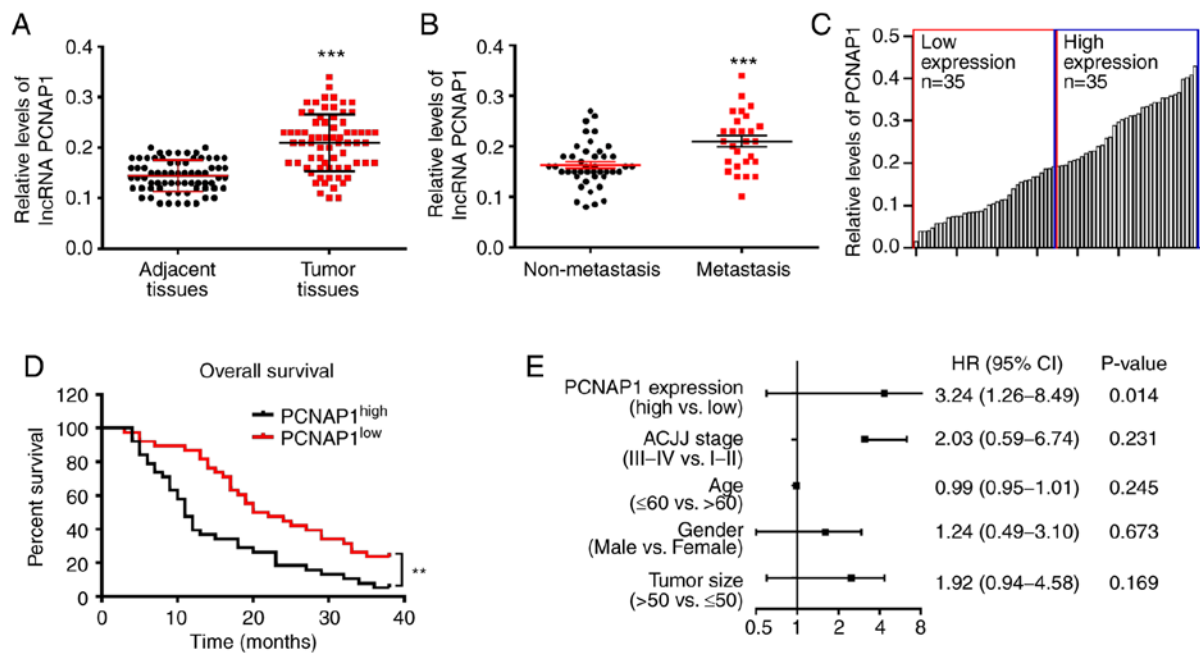 A
Relative levels of
lncRNA PCNAP1
0.4
0.3
0.2
0.1
0.0
***
Adjacent
tissues
Tumor
tissues
B
Relative levels of
lncRNA PCNAP1
0.4
0.3
0.2
0.1
0.0
***
Non-metastasis
Metastasis
C
Relative levels of PCNAP1
0.5
0.4
0.3
0.2
0.1
0.0
Low
expression
n=35
High
expression
n=35
D
Overall survival
Percent survival
120
100
80
60
40
20
0
PCNAP1high
PCNAP1low
**
0 10 20 30 40
Time (months)
E
HR (95% CI) P-value
PCNAP1 expression
(high vs. low)
3.24 (1.26–8.49) 0.014
ACJJ stage
(III–IV vs. I–II)
2.03 (0.59–6.74) 0.231
Age
(≤60 vs. >60)
0.99 (0.95–1.01) 0.245
Gender
(Male vs. Female)
1.24 (0.49–3.10) 0.673
Tumor size
(>50 vs. ≤50)
1.92 (0.94–4.58) 0.169
0.5 1 2 4 8